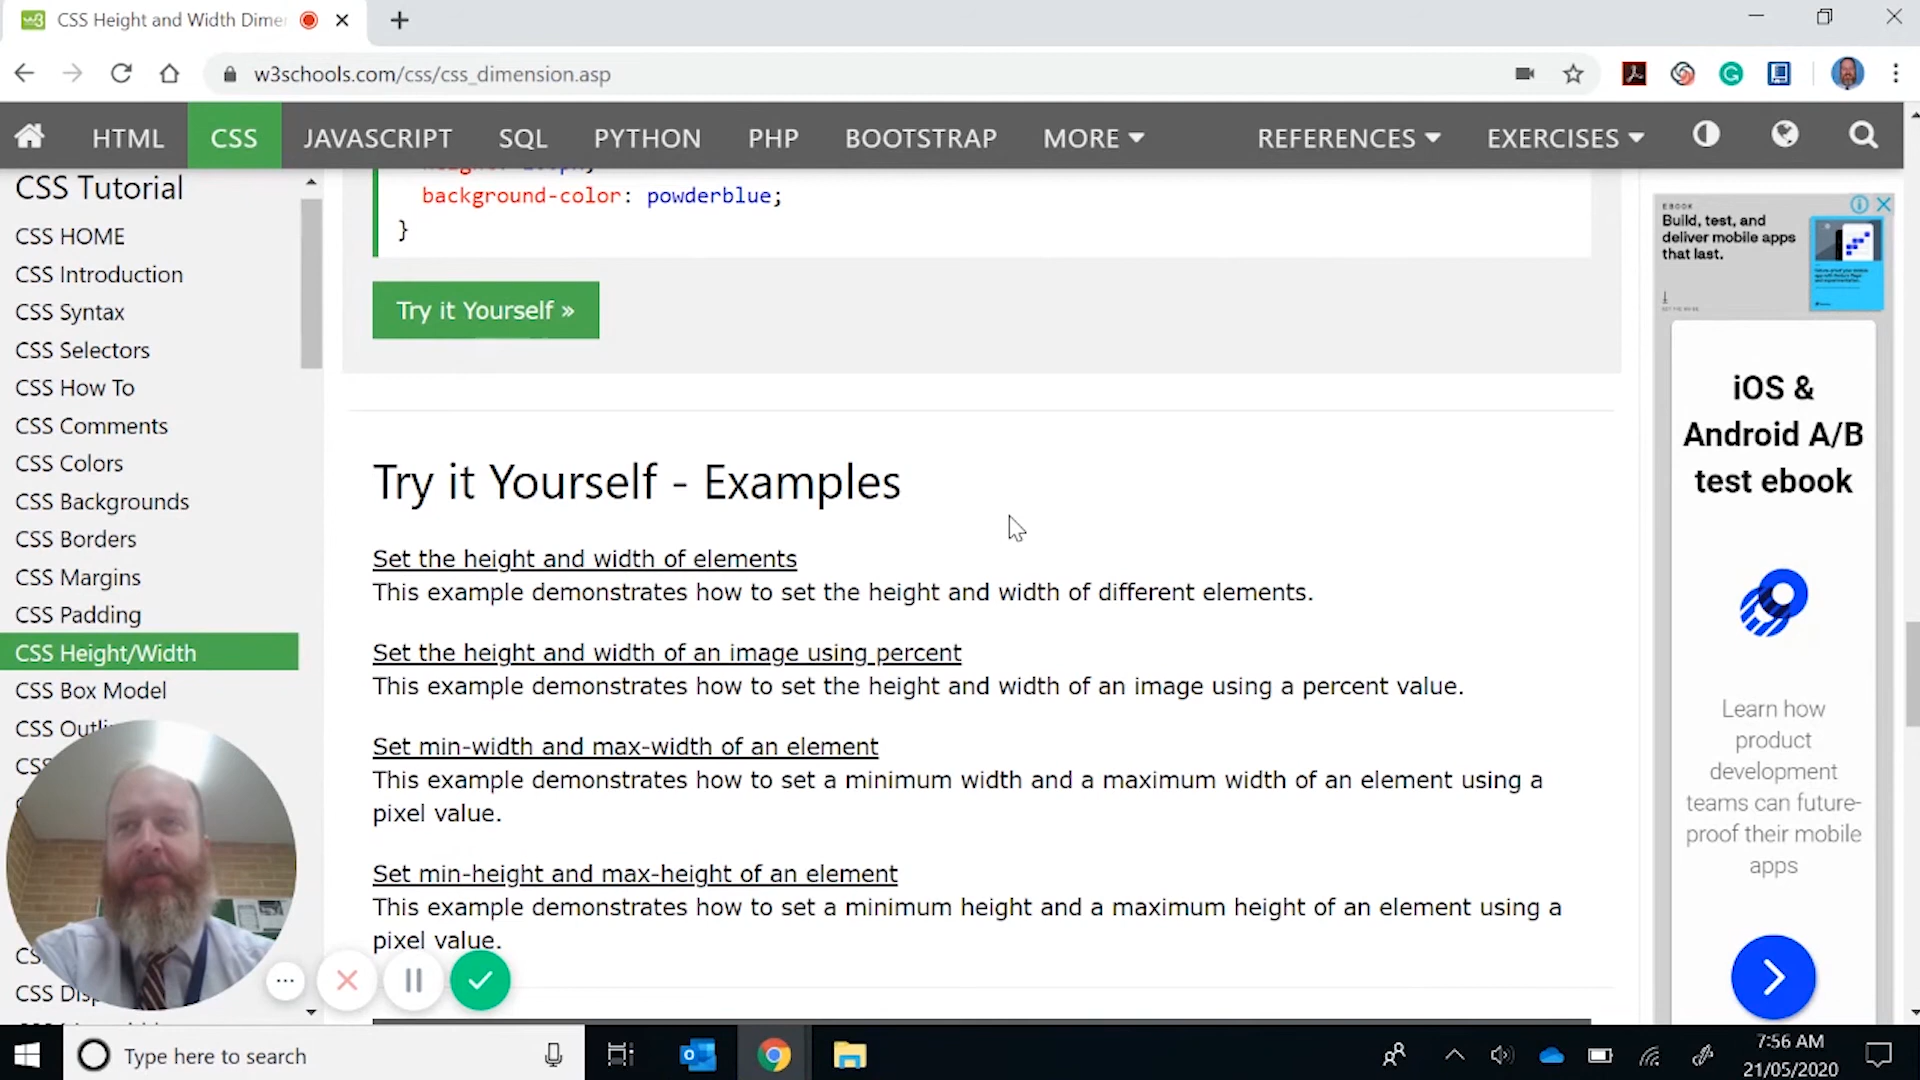 CSS Height and Width Dime
w3schools.com/css/css_dimension.asp
HTML
CSS
JAVASCRIPT
SQL
PYTHON
PHP
BOOTSTRAP
MORE
REFERENCES
EXERCISES
CSS Tutorial
CSS HOME
CSS Introduction
CSS Syntax
CSS Selectors
CSS How To
CSS Comments
CSS Colors
CSS Backgrounds
CSS Borders
CSS Margins
CSS Padding
CSS Height/Width
CSS Box Model
CSS Outli
CSS
background-color: powderblue;
}
Try it Yourself »
Try it Yourself - Examples
Set the height and width of elements
This example demonstrates how to set the height and width of different elements.
Set the height and width of an image using percent
This example demonstrates how to set the height and width of an image using a percent value.
Set min-width and max-width of an element
This example demonstrates how to set a minimum width and a maximum width of an element using a
pixel value.
Set min-height and max-height of an element
This example demonstrates how to set a minimum height and a maximum height of an element using a
pixel value.
EBOOK
Build, test, and
deliver mobile apps
that last.
iOS &
Android A/B
test ebook
Learn how
product
development
teams can future-
proof their mobile
apps
Type here to search
7:56 AM
21/05/2020